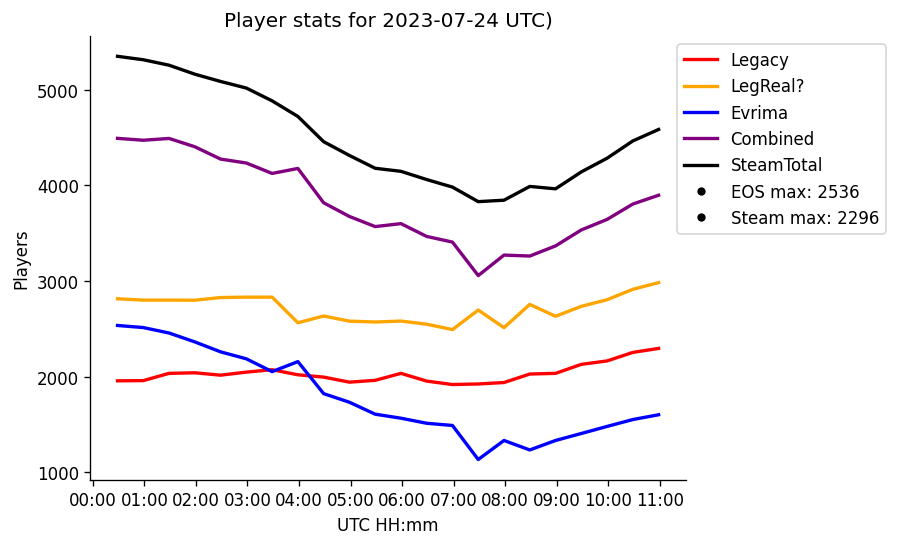 Player stats for 2023-07-24 UTC)
Legacy
LegReal?
Evrima
Combined
SteamTotal
EOS max: 2536
Steam max: 2296
Players
5000
4000
3000
2000
1000
00:00 01:00 02:00 03:00 04:00 05:00 06:00 07:00 08:00 09:00 10:00 11:00
UTC HH:mm